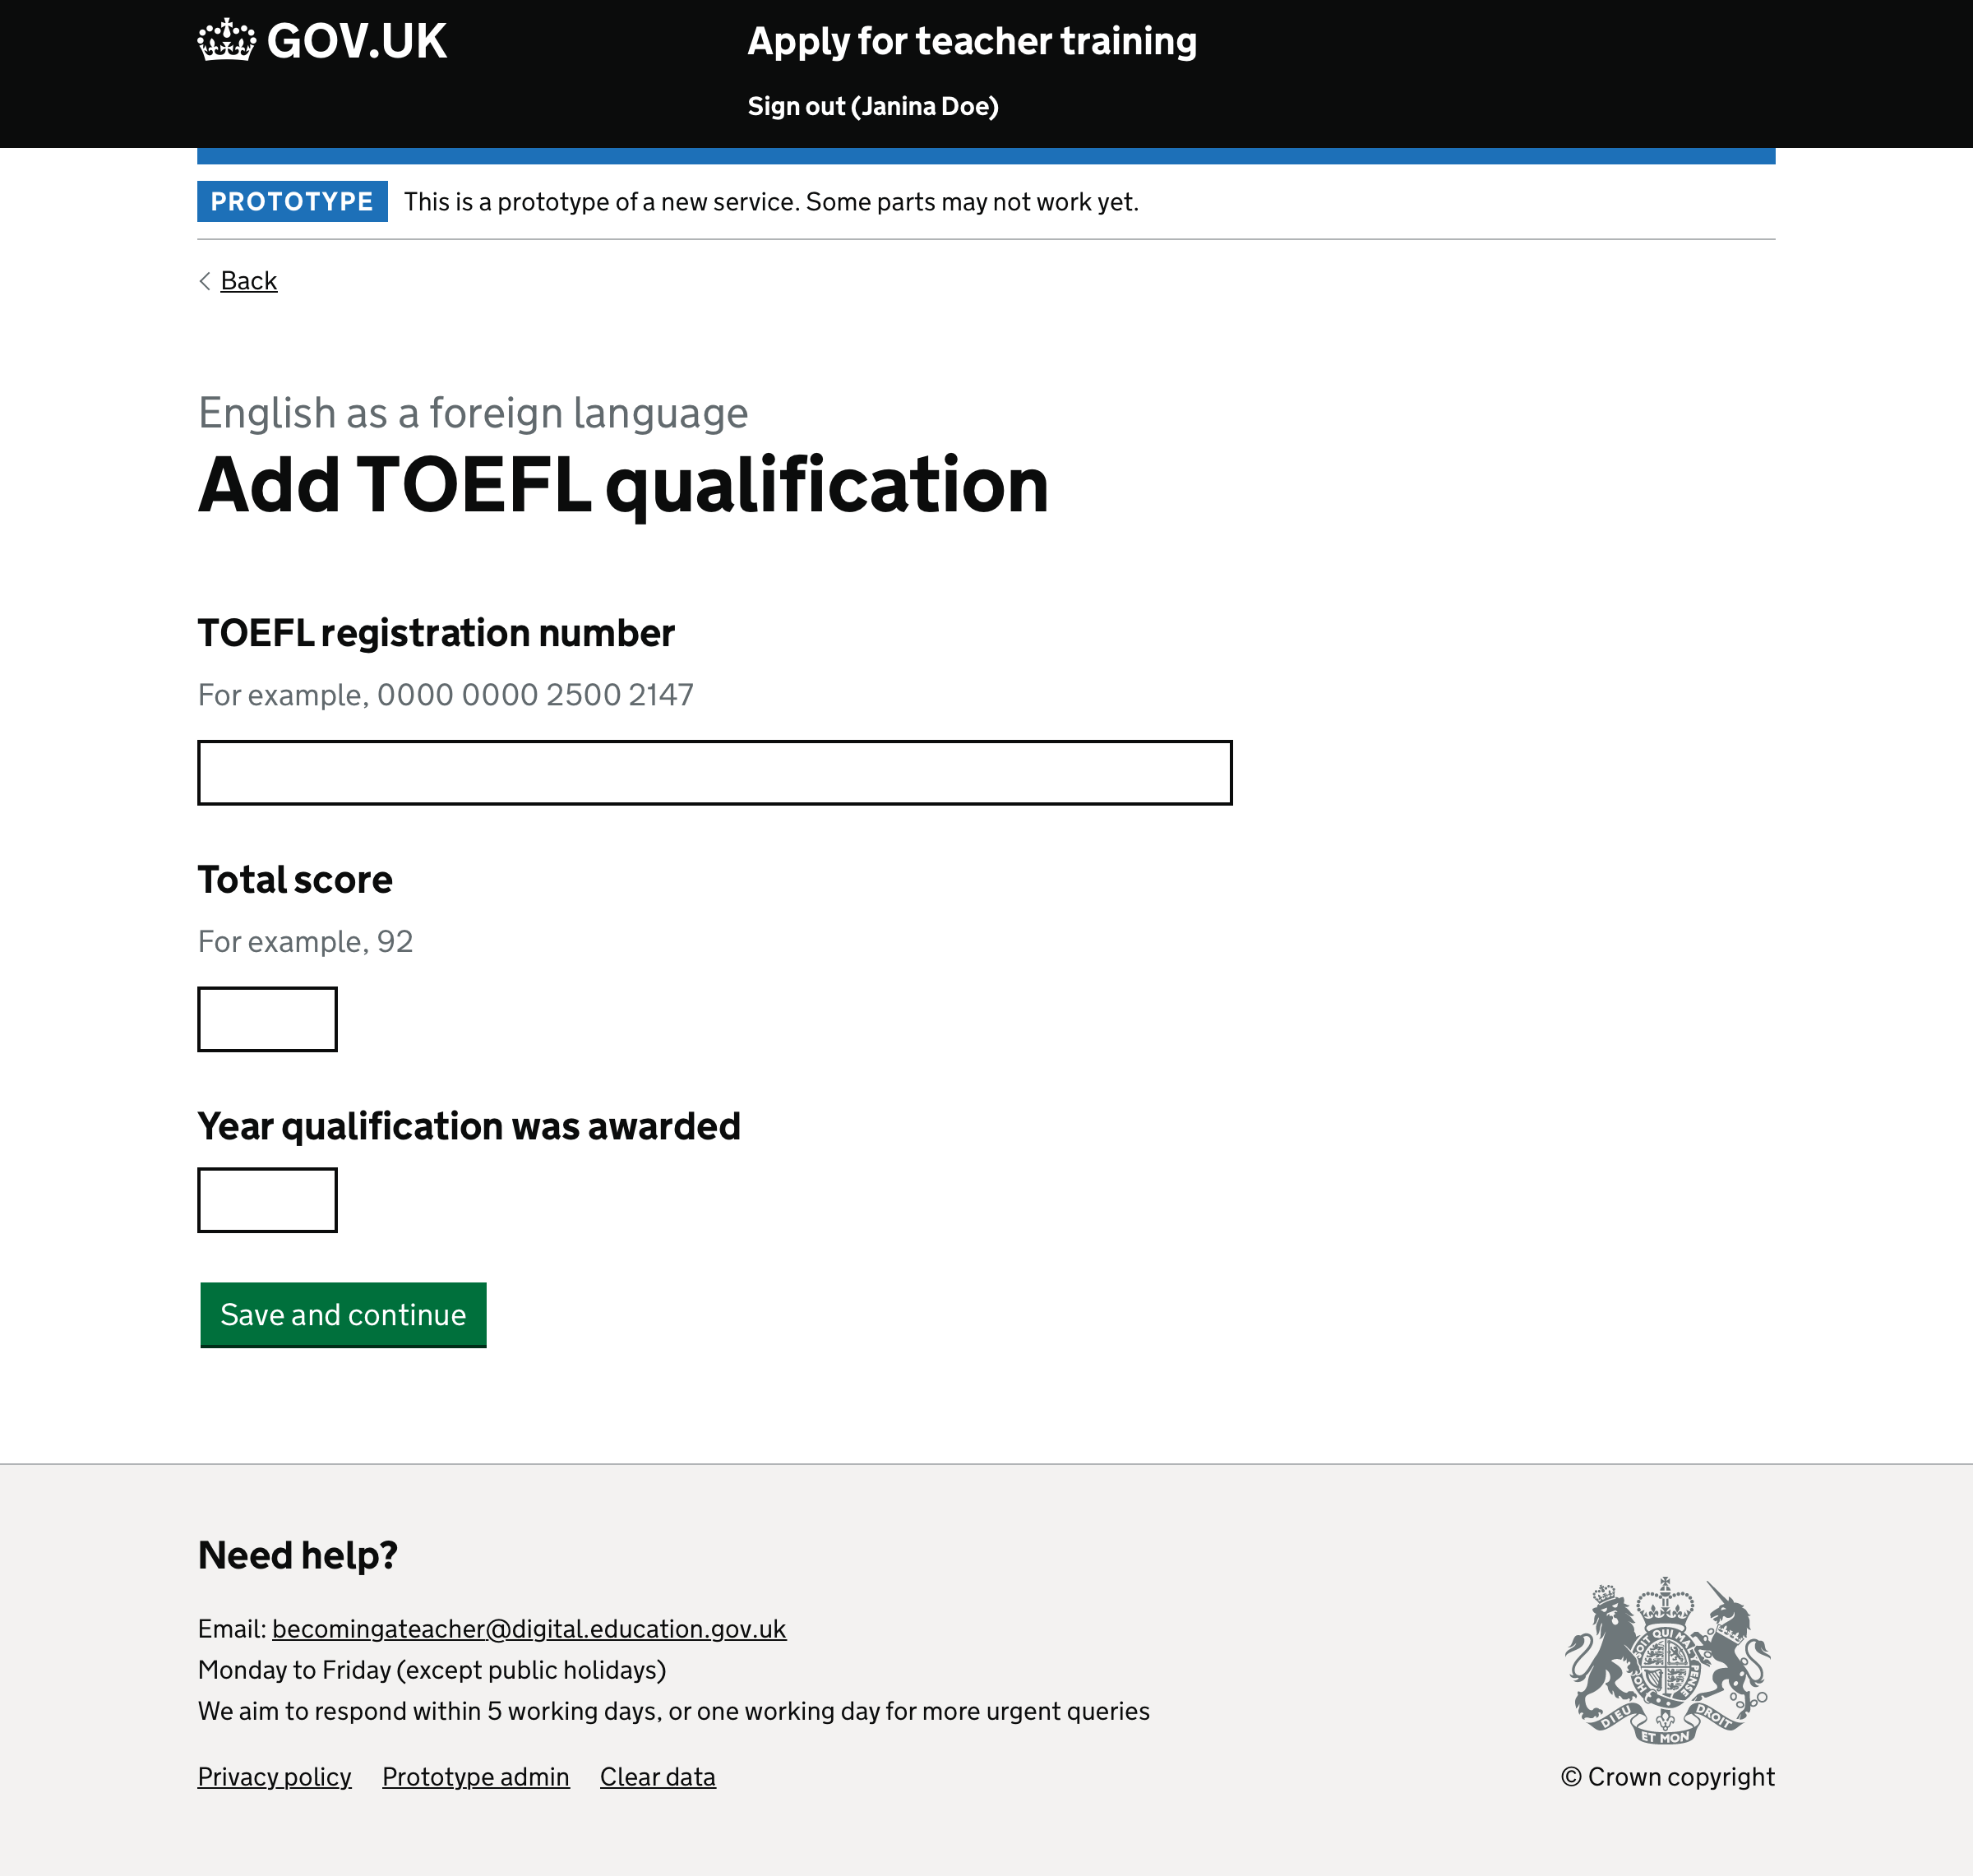 GOV.UK
Apply for teacher training
Sign out (Janina Doe)
PROTOTYPE This is a prototype of a new service. Some parts may not work yet.
Back
English as a foreign language
Add TOEFL qualification
TOEFL registration number
For example, 0000 0000 2500 2147
Total score
For example, 92
Year qualification was awarded
Save and continue
Need help?
Email: becomingateacher@digital.education.gov.uk
Monday to Friday (except public holidays)
We aim to respond within 5 working days, or one working day for more urgent queries
Privacy policy Prototype admin Clear data
DIEU ET MON DROIT
© Crown copyright